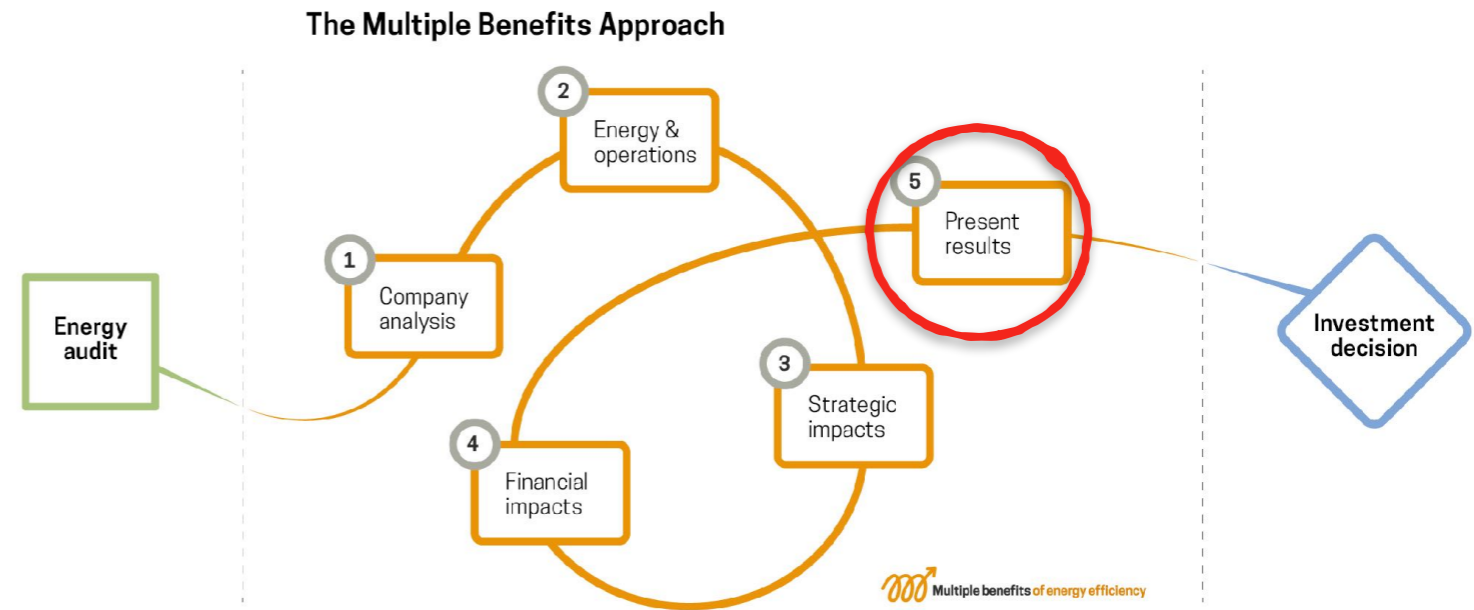 The Multiple Benefits Approach
Energy
audit
1
Company
analysis
2
Energy &
operations
3
Strategic
impacts
4
Financial
impacts
5
Present
results
Investment
decision
Multiple benefits of energy efficiency